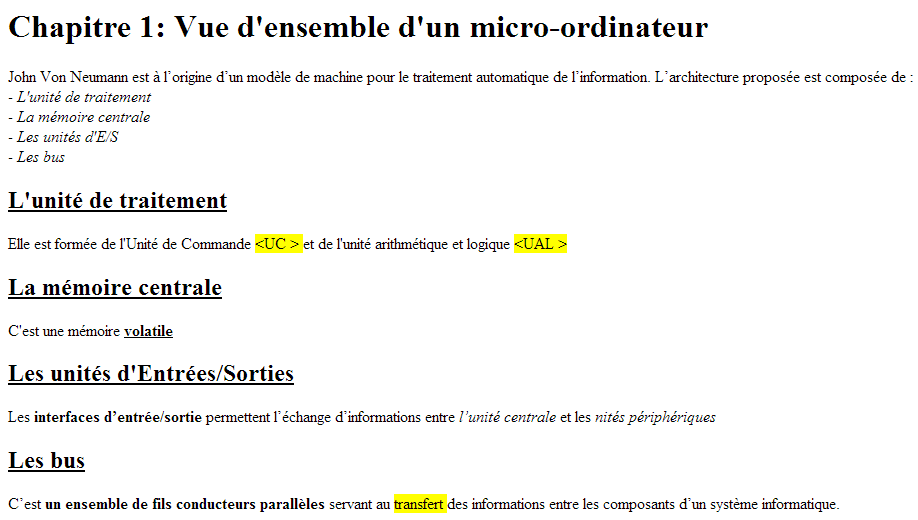 Chapitre 1: Vue d'ensemble d'un micro-ordinateur
John Von Neumann est à l’origine d’un modèle de machine pour le traitement automatique de l’information. L’architecture proposée est composée de :
- L'unité de traitement
- La mémoire centrale
- Les unités d'E/S
- Les bus
L'unité de traitement
Elle est formée de l'Unité de Commande <UC > et de l'unité arithmétique et logique <UAL >
La mémoire centrale
C'est une mémoire volatile
Les unités d'Entrées/Sorties
Les interfaces d’entrée/sortie permettent l’échange d’informations entre l’unité centrale et les nités périphériques
Les bus
C’est un ensemble de fils conducteurs parallèles servant au transfert des informations entre les composants d’un système informatique.